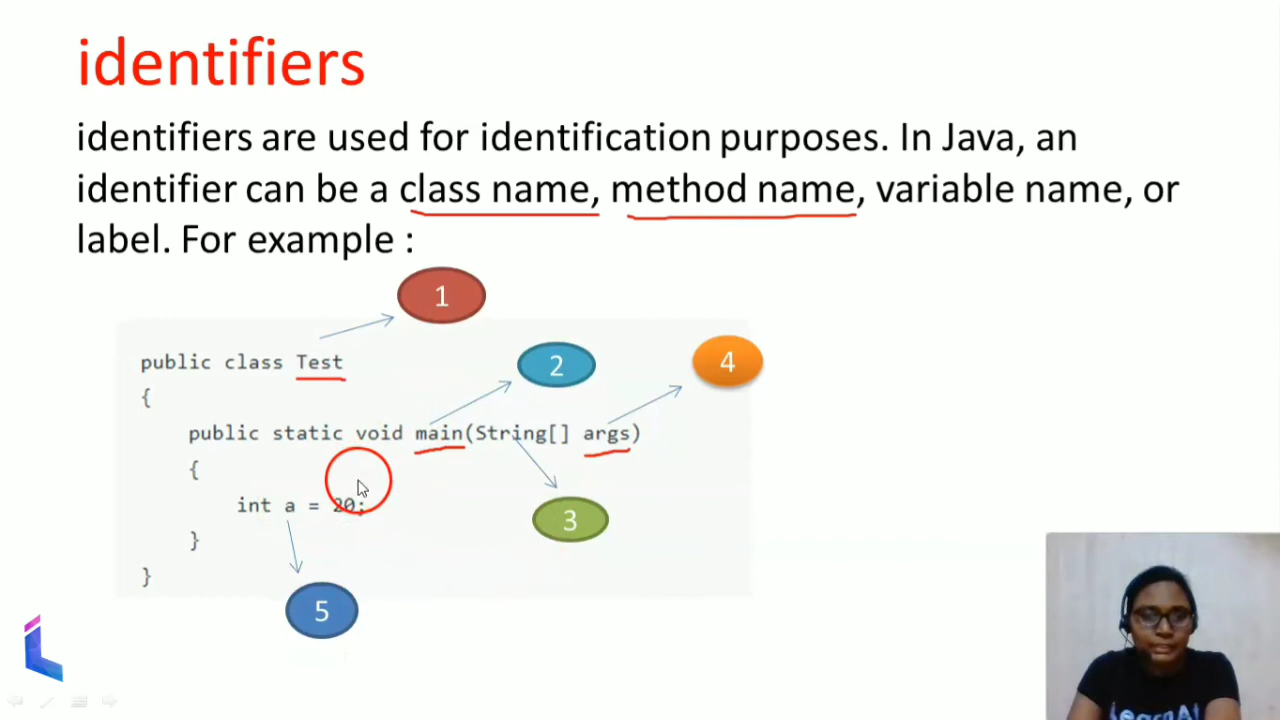 identifiers
identifiers are used for identification purposes. In Java, an
identifier can be a class name, method name, variable name, or
label. For example :
1
public class Test
2
4
{
public static void main(String[] args)
{
int a = 20;
3
}
}
5
LearnAt